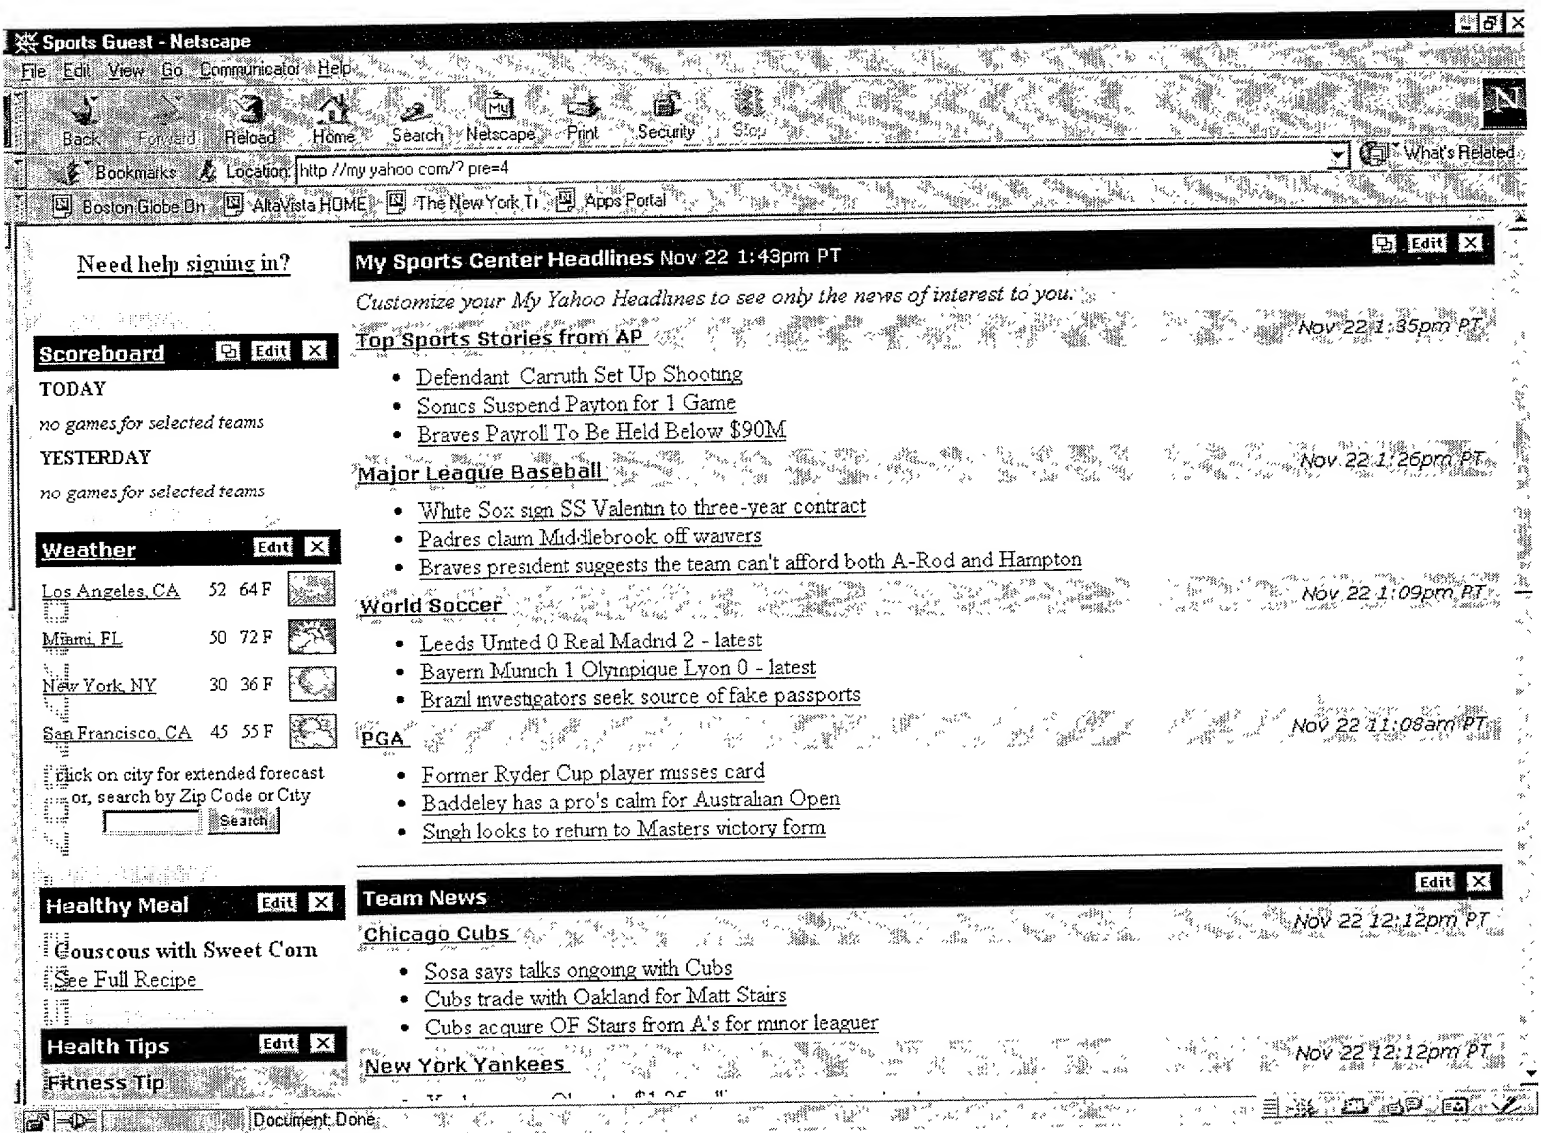 Sports Guest - Netscape
File Edit View Go Communicator Help
Back Forward Reload Home Search Netscape Print Security Stop
Bookmarks Location: http //my yahoo com/? pre=4 What's Related
Boston Globe On AltaVista HOME The New York Ti Apps Portal
Need help signing in?
Scoreboard Edit X
TODAY
no games for selected teams
YESTERDAY
no games for selected teams
Weather Edit X
Los Angeles, CA 52 64 F
Miami, FL 50 72 F
New York, NY 30 36 F
San Francisco, CA 45 55 F
click on city for extended forecast
or, search by Zip Code or City
Search
Healthy Meal Edit X
Couscous with Sweet Corn
See Full Recipe
Health Tips Edit X
Fitness Tip
My Sports Center Headlines Nov 22 1:43pm PT Edit X
Customize your My Yahoo Headlines to see only the news of interest to you.
Top Sports Stories from AP Nov 22 1:35pm PT
• Defendant Carruth Set Up Shooting
• Sonics Suspend Payton for 1 Game
• Braves Payroll To Be Held Below $90M
Major League Baseball Nov 22 1:26pm PT
• White Sox sign SS Valentin to three-year contract
• Padres claim Middlebrook off waivers
• Braves president suggests the team can't afford both A-Rod and Hampton
World Soccer Nov 22 1:09pm PT
• Leeds United 0 Real Madrid 2 - latest
• Bayern Munich 1 Olympique Lyon 0 - latest
• Brazil investigators seek source of fake passports
PGA Nov 22 11:08am PT
• Former Ryder Cup player misses card
• Baddeley has a pro's calm for Australian Open
• Singh looks to return to Masters victory form
Team News Edit X
Chicago Cubs Nov 22 12:12pm PT
• Sosa says talks ongoing with Cubs
• Cubs trade with Oakland for Matt Stairs
• Cubs acquire OF Stairs from A's for minor leaguer
New York Yankees Nov 22 12:12pm PT
Document: Done